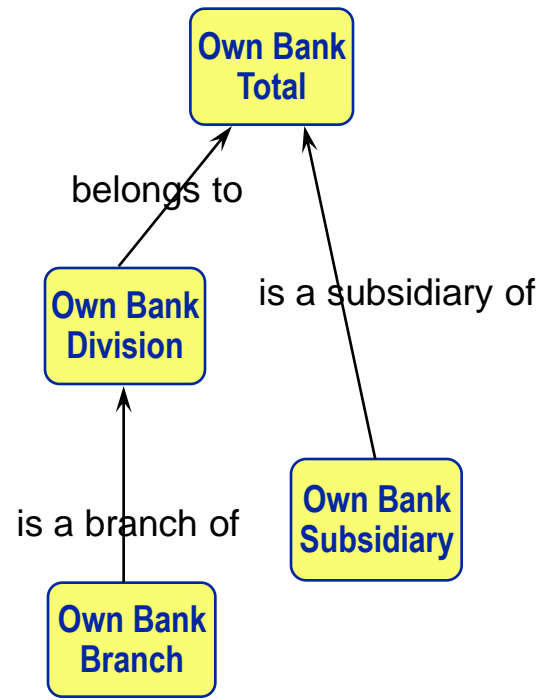 Own Bank
Total
belongs to
Own Bank
Division
is a subsidiary of
Own Bank
Subsidiary
is a branch of
Own Bank
Branch